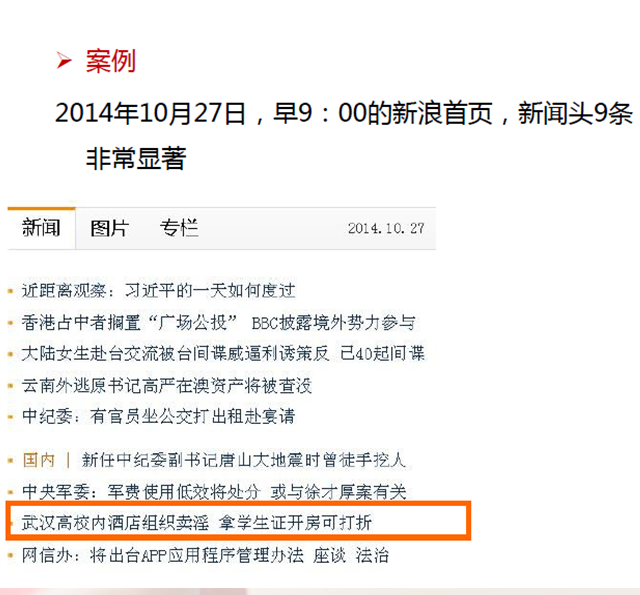 案例
2014年10月27日，早9：00的新浪首页，新闻头9条
非常显著
新闻 图片 专栏 2014.10.27
近距离观察：习近平的一天如何度过
香港占中者搁置“广场公投” BBC披露境外势力参与
大陆女生赴台交流被台间谍威逼利诱策反 已40起间谍
云南外逃原书记高严在澳资产将被查没
中纪委：有官员坐公交打出租赴宴请
国内 | 新任中纪委副书记唐山大地震时曾徒手挖人
中央军委：军费使用低效将处分 或与徐才厚案有关
武汉高校内酒店组织卖淫 拿学生证开房可打折
网信办：将出台APP应用程序管理办法 座谈 法治